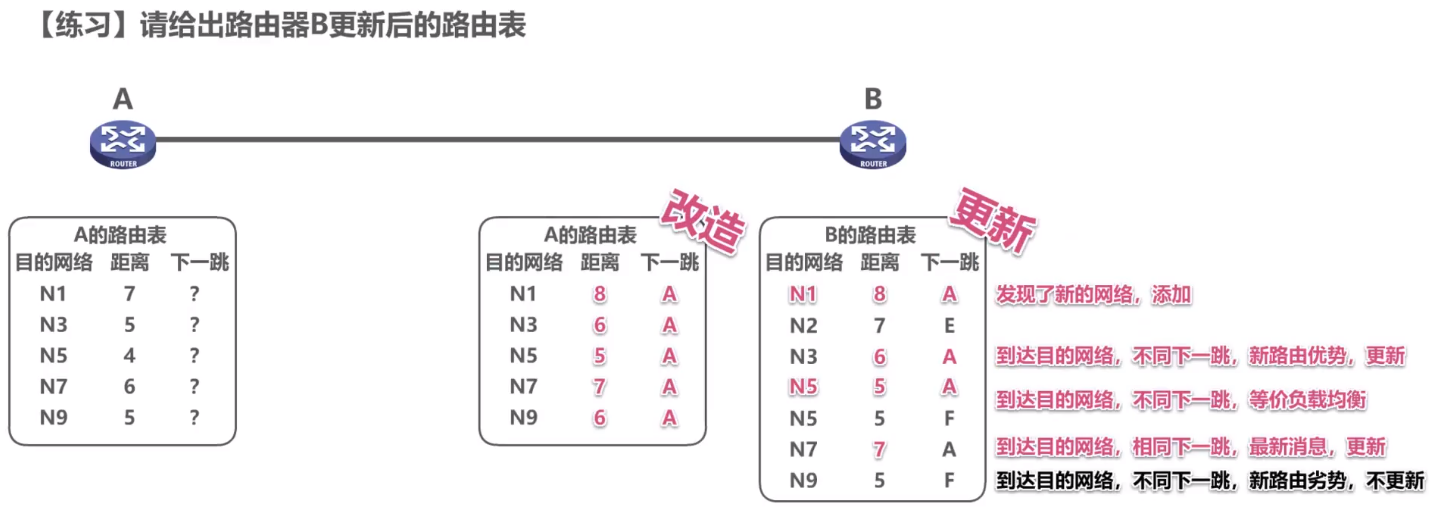 【练习】请给出路由器B更新后的路由表
A
B
ROUTER
ROUTER
A的路由表
目的网络 距离 下一跳
N1 7 ?
N3 5 ?
N5 4 ?
N7 6 ?
N9 5 ?
改造
A的路由表
目的网络 距离 下一跳
N1 8 A
N3 6 A
N5 5 A
N7 7 A
N9 6 A
更新
B的路由表
目的网络 距离 下一跳
N1 8 A 发现了新的网络，添加
N2 7 E
N3 6 A 到达目的网络，不同下一跳，新路由优势，更新
N5 5 A 到达目的网络，不同下一跳，等价负载均衡
N5 5 F
N7 7 A 到达目的网络，相同下一跳，最新消息，更新
N9 5 F 到达目的网络，不同下一跳，新路由劣势，不更新